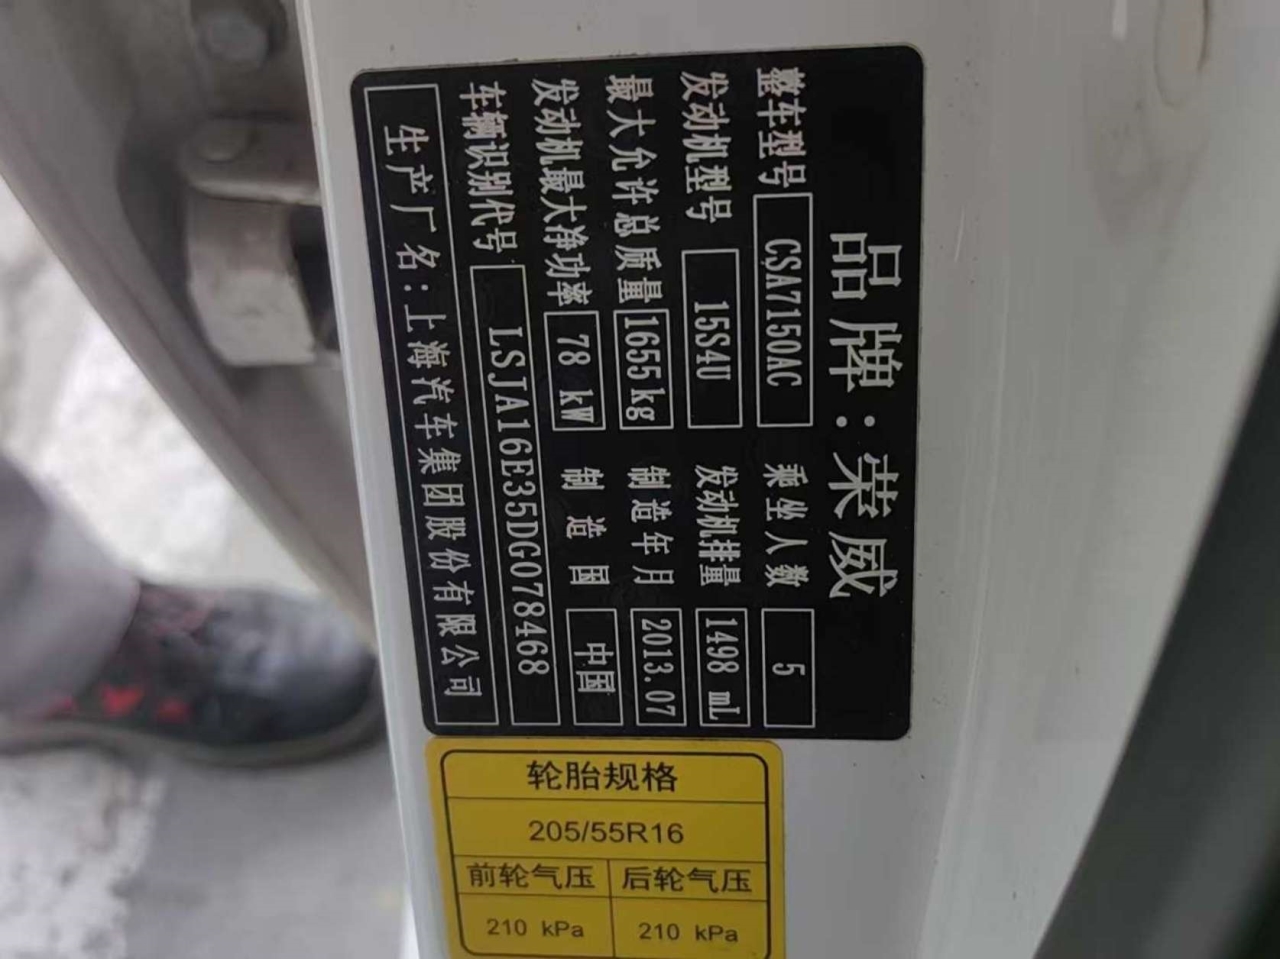 品牌：荣威
整车型号 CSA7150AC 乘坐人数 5
发动机型号 15S4U 发动机排量 1498 mL
最大允许总质量 1655kg 制造年月 2013.07
发动机最大净功率 78 kW 制造国 中国
车辆识别代号 LSJA16E35DG078468
生产厂名：上海汽车集团股份有限公司
轮胎规格
205/55R16
前轮气压 后轮气压
210 kPa 210 kPa